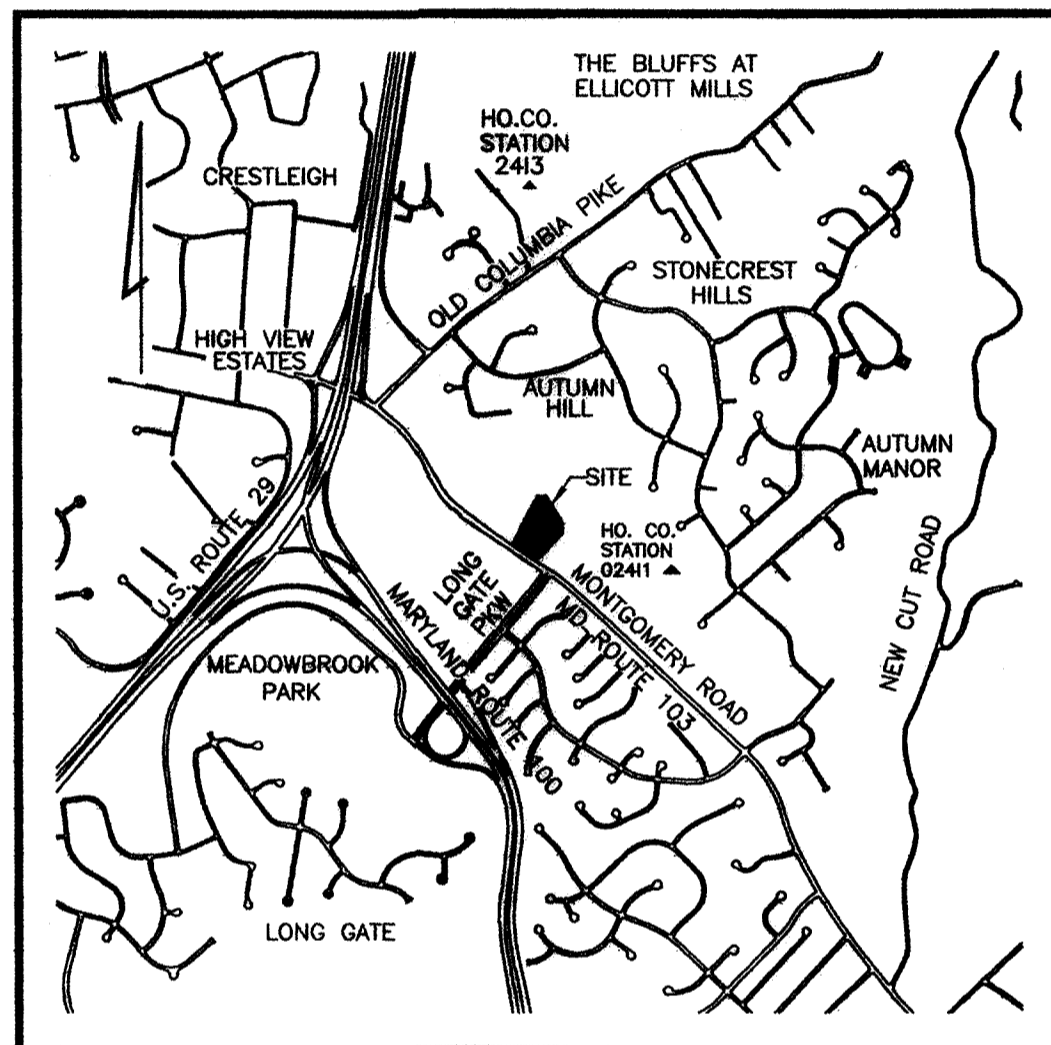 THE BLUFFS AT
ELLICOTT MILLS
HO.CO.
STATION
2413
CRESTLEIGH
OLD COLUMBIA PIKE
STONECREST
HILLS
HIGH VIEW
ESTATES
AUTUMN
HILL
AUTUMN
MANOR
SITE
U.S. ROUTE 29
HO. CO.
STATION
02411
LONG
GATE
PKW
MONTGOMERY ROAD
MD ROUTE 103
MARYLAND ROUTE 100
NEW CUT ROAD
MEADOWBROOK
PARK
LONG GATE